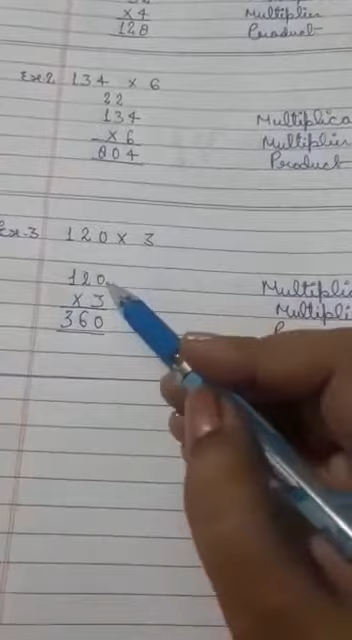 × 4 Multiplier
128 Product
Ex-2 134 × 6
22
134 Multiplica
× 6 Multiplier
804 Product
Ex-3 120 × 3
120 Multiplic
× 3 Multiplie
360